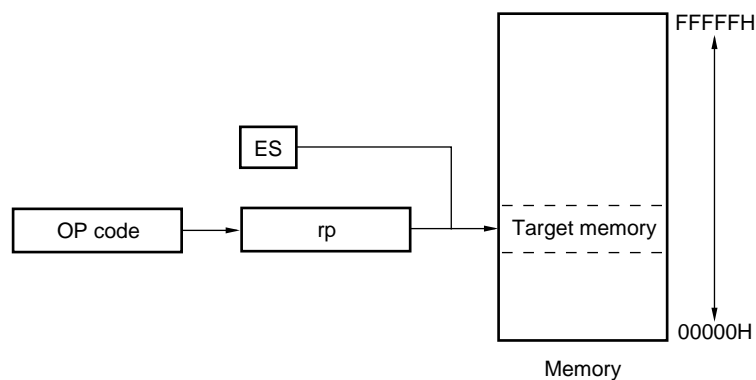 FFFFFH
ES
OP code
rp
Target memory
00000H
Memory